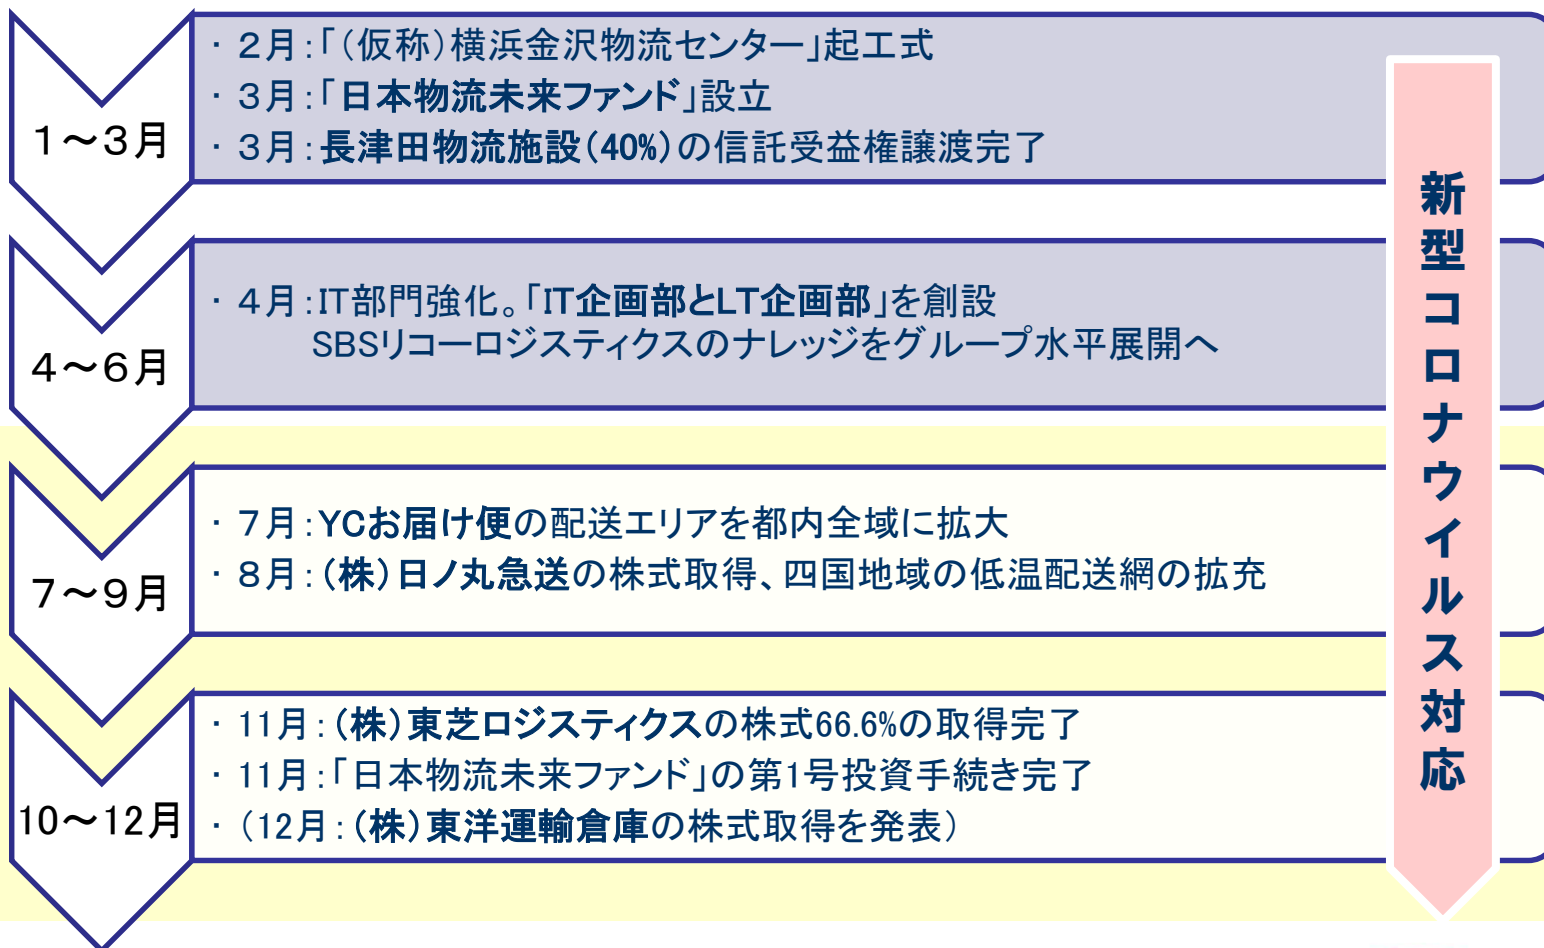 1～3月
・２月：「（仮称）横浜金沢物流センター」起工式
・３月：「日本物流未来ファンド」設立
・３月：長津田物流施設（40%）の信託受益権譲渡完了
4～6月
・４月：IT部門強化。「IT企画部とLT企画部」を創設
SBSリコーロジスティクスのナレッジをグループ水平展開へ
7～9月
・７月：YCお届け便の配送エリアを都内全域に拡大
・８月：（株）日ノ丸急送の株式取得、四国地域の低温配送網の拡充
10～12月
・11月：（株）東芝ロジスティクスの株式66.6%の取得完了
・11月：「日本物流未来ファンド」の第1号投資手続き完了
・（12月：（株）東洋運輸倉庫の株式取得を発表）
新型コロナウイルス対応